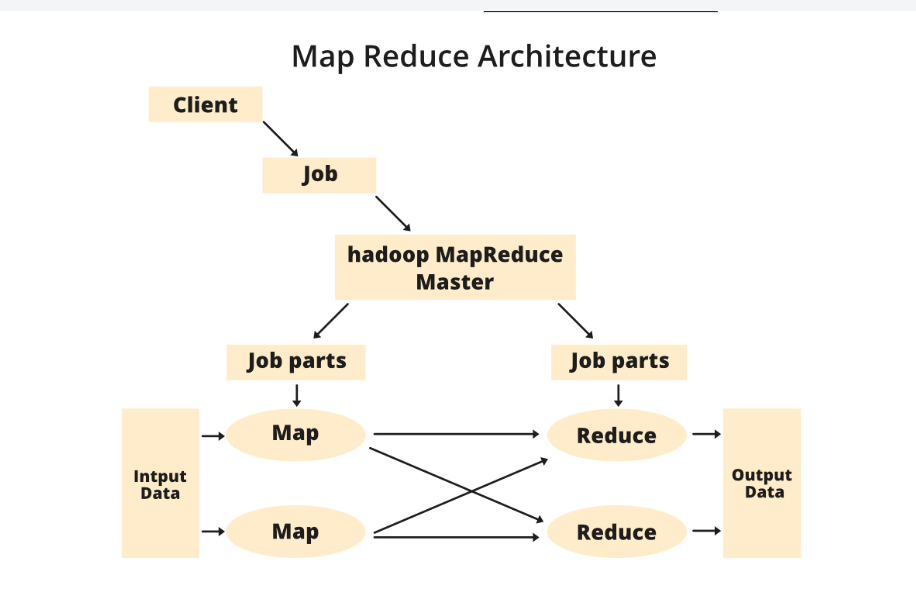 Map Reduce Architecture
Client
Job
hadoop MapReduce
Master
Job parts
Job parts
Map
Reduce
Intput
Data
Output
Data
Map
Reduce